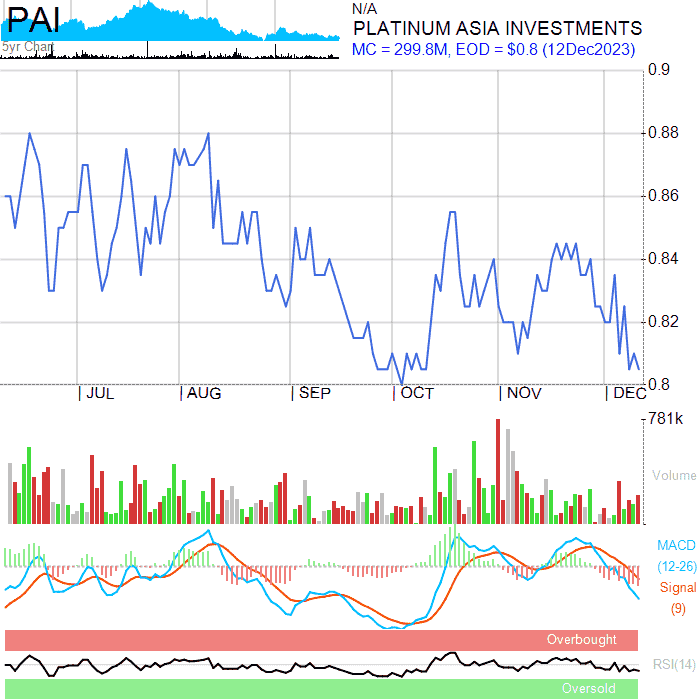 PAI
5yr Chart
N/A
PLATINUM ASIA INVESTMENTS
MC = 299.8M, EOD = $0.8 (12Dec2023)
0.9
0.88
0.86
0.84
0.82
0.8
JUL AUG SEP OCT NOV DEC
781k
Volume
MACD
(12-26)
Signal
(9)
Overbought
RSI(14)
Oversold